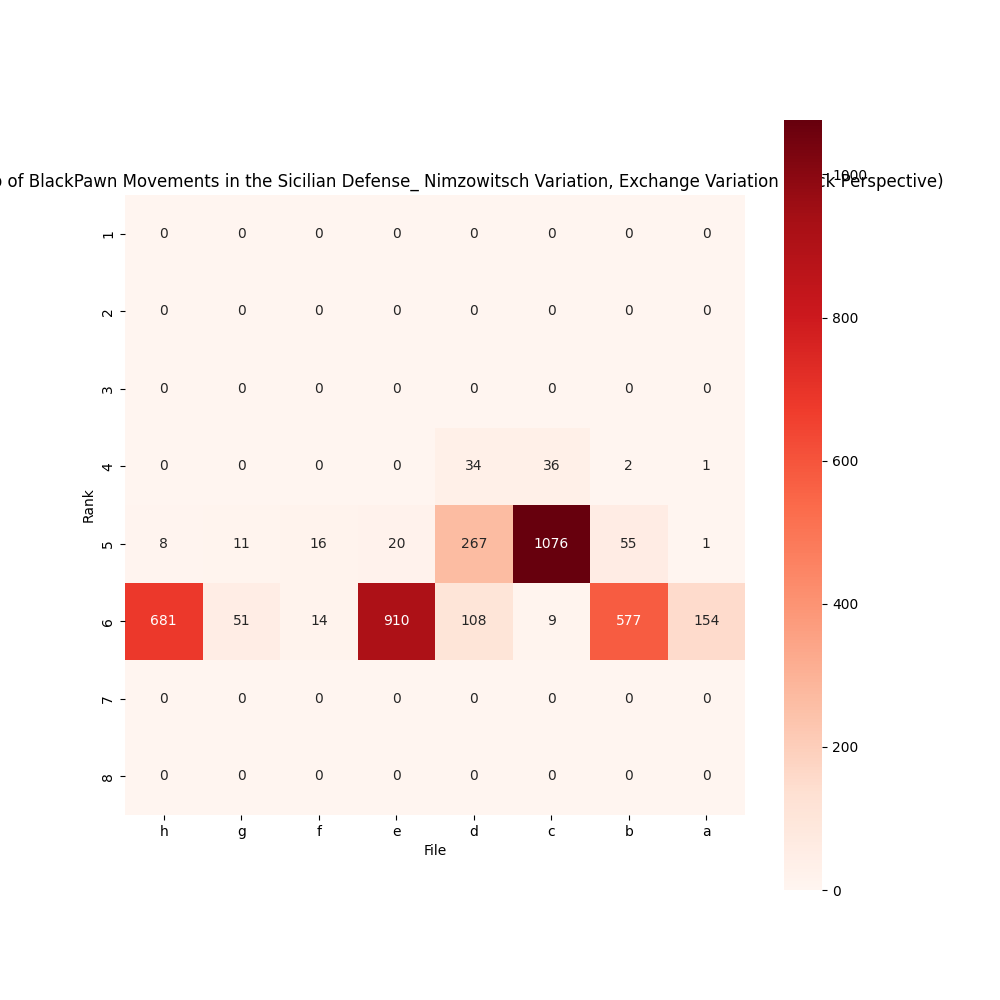 of BlackPawn Movements in the Sicilian Defense_ Nimzowitsch Variation, Exchange Variation Perspective)
1000
1 0 0 0 0 0 0 0 0
2 0 0 0 0 0 0 0 0
800
3 0 0 0 0 0 0 0 0
4 0 0 0 0 34 36 2 1
600
Rank
5 8 11 16 20 267 1076 55 1
400
6 681 51 14 910 108 9 577 154
7 0 0 0 0 0 0 0 0
200
8 0 0 0 0 0 0 0 0
h g f e d c b a
File
0